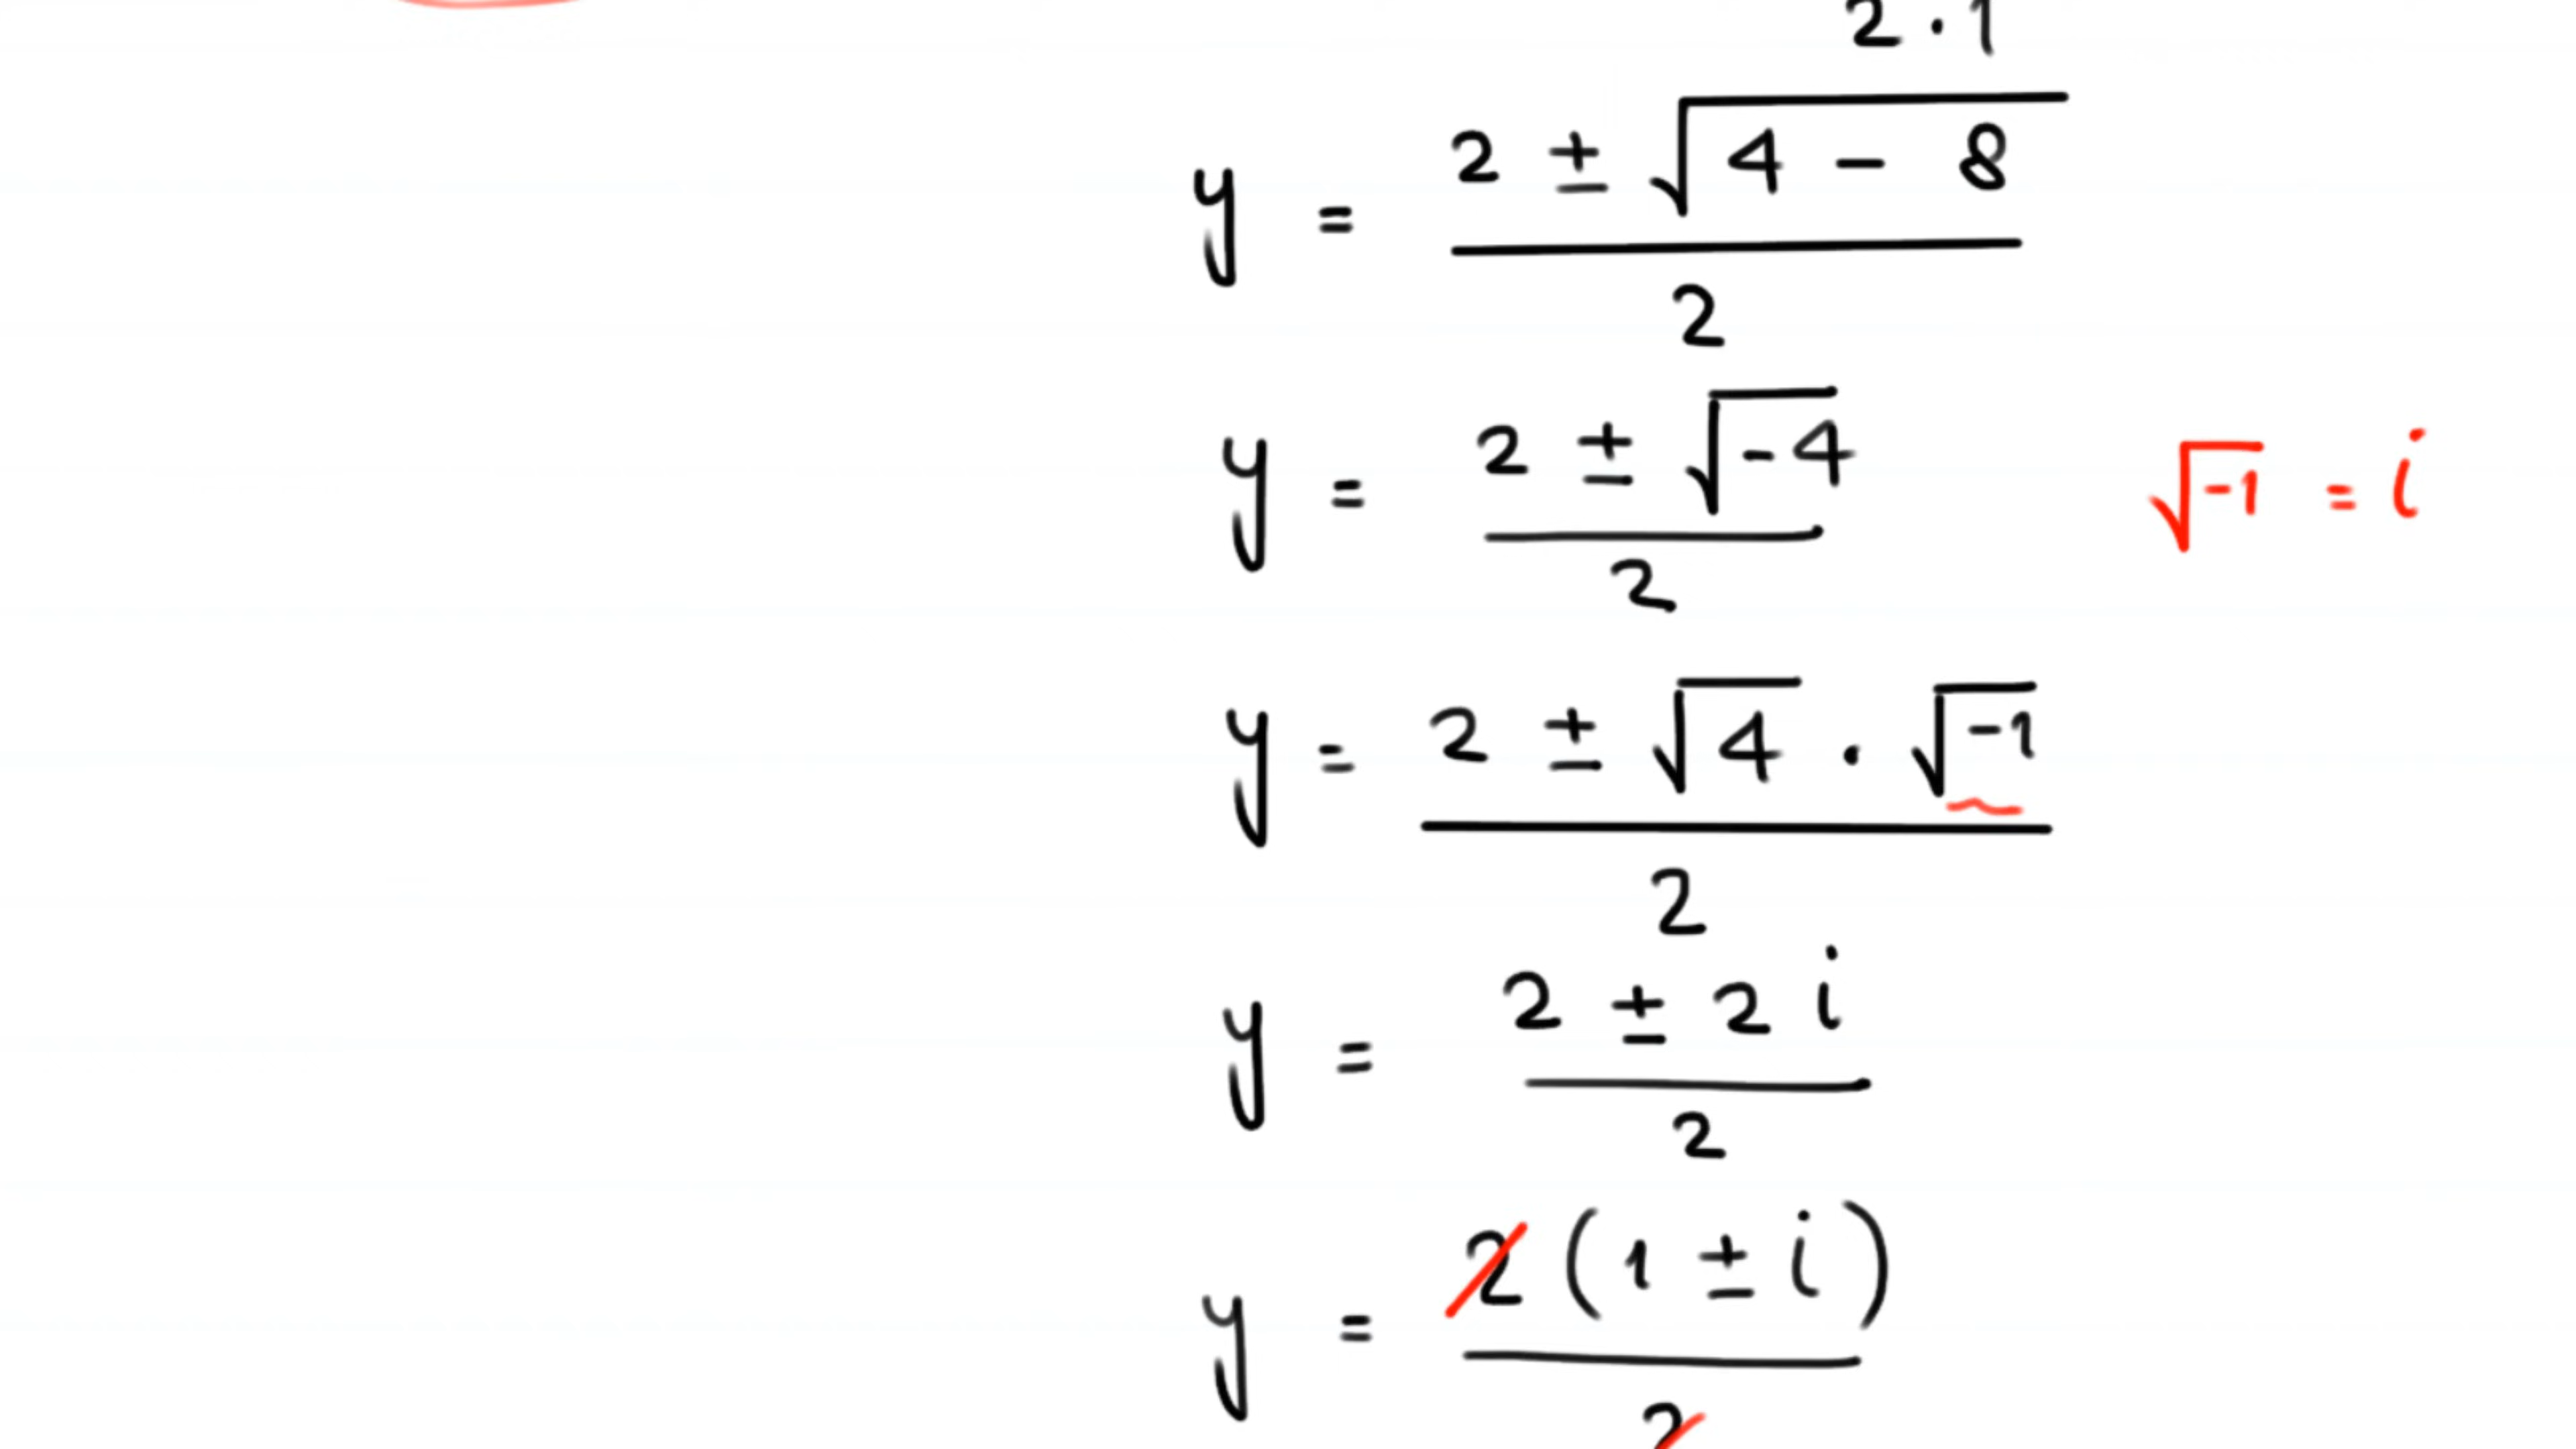 2 · 1
y = (2 ± √(4 - 8)) / 2
y = (2 ± √(-4)) / 2
√-1 = i
y = (2 ± √4 · √-1) / 2
y = (2 ± 2i) / 2
y = 2(1 ± i) / 2